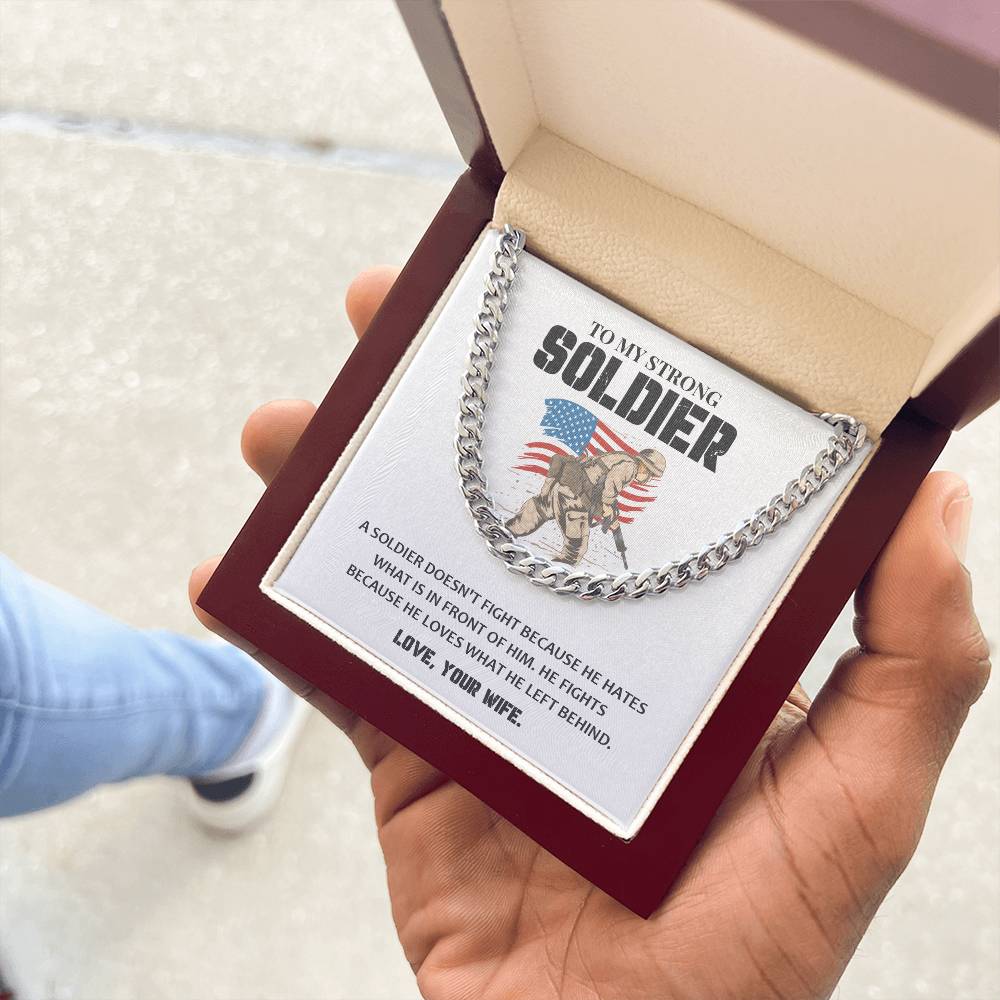 TO MY STRONG
SOLDIER
A SOLDIER DOESN'T FIGHT BECAUSE HE HATES
WHAT IS IN FRONT OF HIM. HE FIGHTS
BECAUSE HE LOVES WHAT HE LEFT BEHIND.
LOVE, YOUR WIFE.